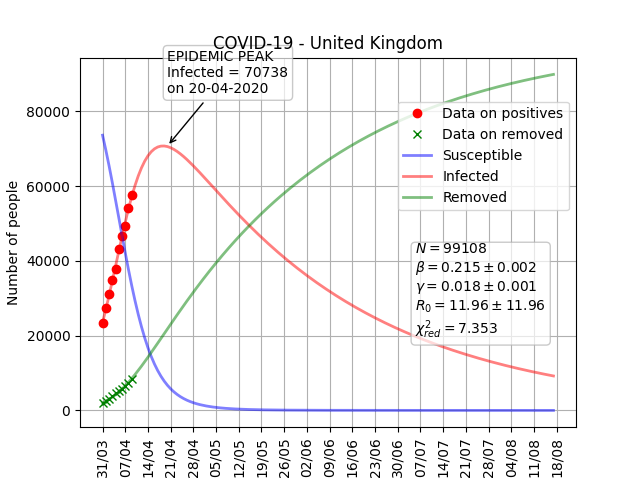 COVID-19 - United Kingdom
EPIDEMIC PEAK
Infected = 70738
on 20-04-2020
Number of people
80000
60000
40000
20000
0
Data on positives
Data on removed
Susceptible
Infected
Removed
N = 99108
β = 0.215 ± 0.002
γ = 0.018 ± 0.001
R₀ = 11.96 ± 11.96
χ²red = 7.353
31/03
07/04
14/04
21/04
28/04
05/05
12/05
19/05
26/05
02/06
09/06
16/06
23/06
30/06
07/07
14/07
21/07
28/07
04/08
11/08
18/08